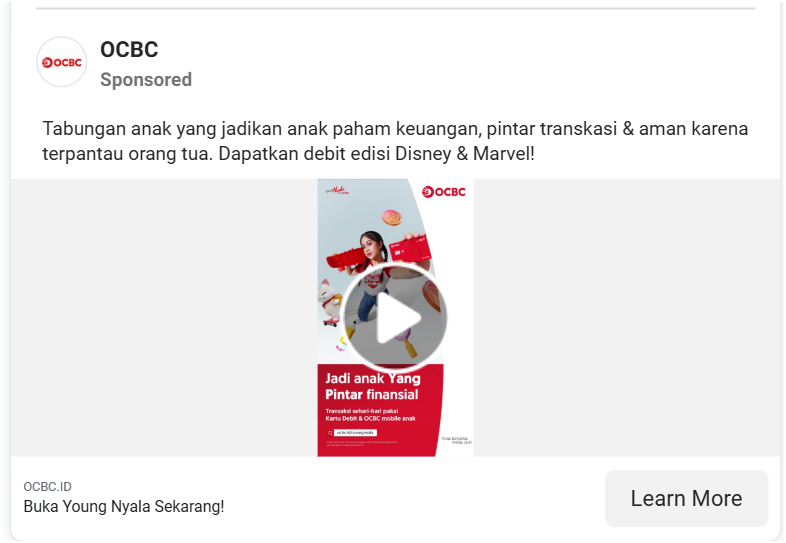 OCBC
OCBC
Sponsored
Tabungan anak yang jadikan anak paham keuangan, pintar transkasi & aman karena
terpantau orang tua. Dapatkan debit edisi Disney & Marvel!
OCBC
Jadi anak Yang
Pintar finansial
Transaksi sehari-hari pakai
Kartu Debit & OCBC mobile anak
OCBC.ID
Buka Young Nyala Sekarang!
Learn More